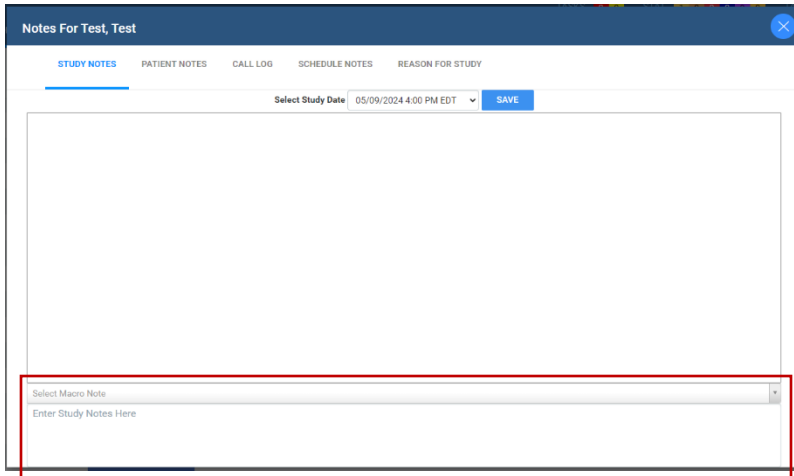 Notes For Test, Test
STUDY NOTES PATIENT NOTES CALL LOG SCHEDULE NOTES REASON FOR STUDY
Select Study Date 05/09/2024 4:00 PM EDT SAVE
Select Macro Note
Enter Study Notes Here